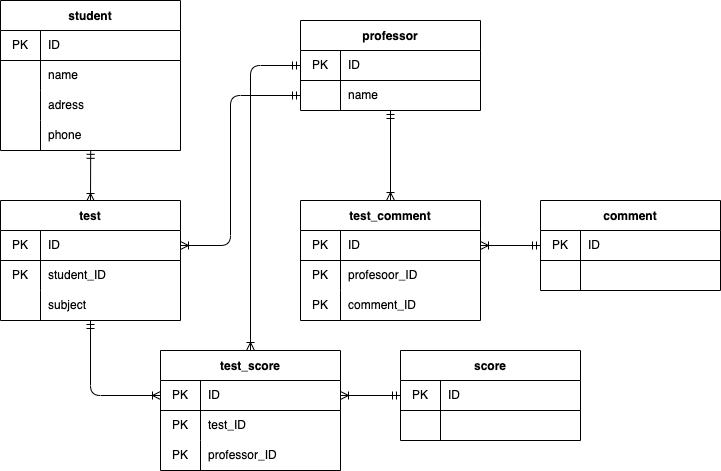 student
PK ID
name
adress
phone
professor
PK ID
name
test
PK ID
PK student_ID
subject
test_comment
PK ID
PK profesoor_ID
PK comment_ID
comment
PK ID
test_score
PK ID
PK test_ID
PK professor_ID
score
PK ID